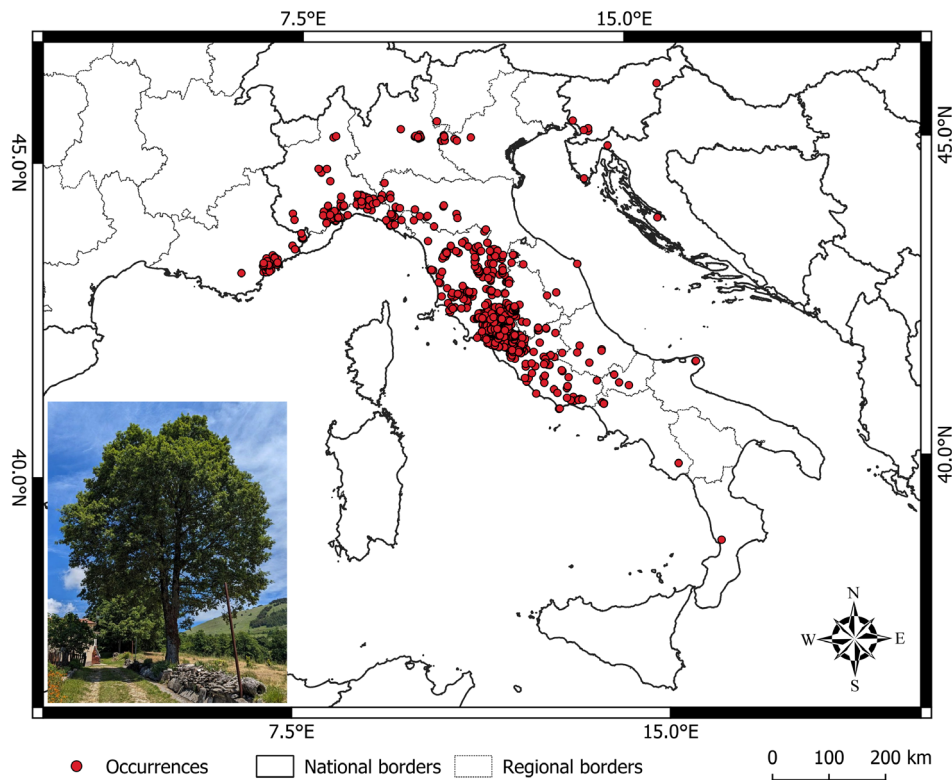 7.5°E 15.0°E
45.0°N 45.0°N
40.0°N 40.0°N
N
W E
S
7.5°E 15.0°E
Occurrences National borders Regional borders 0 100 200 km